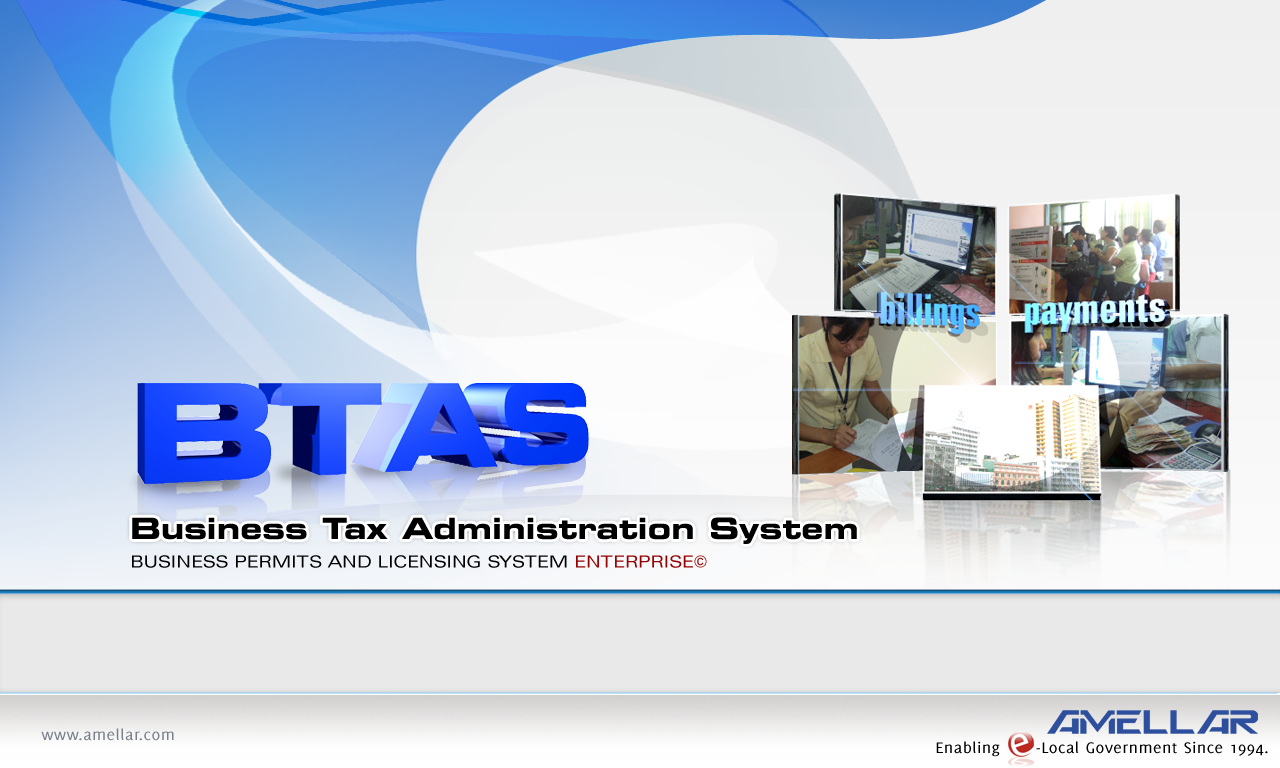 billings
payments
BTAS
Business Tax Administration System
BUSINESS PERMITS AND LICENSING SYSTEM ENTERPRISE©
www.amellar.com
AMELLAR
Enabling e-Local Government Since 1994.